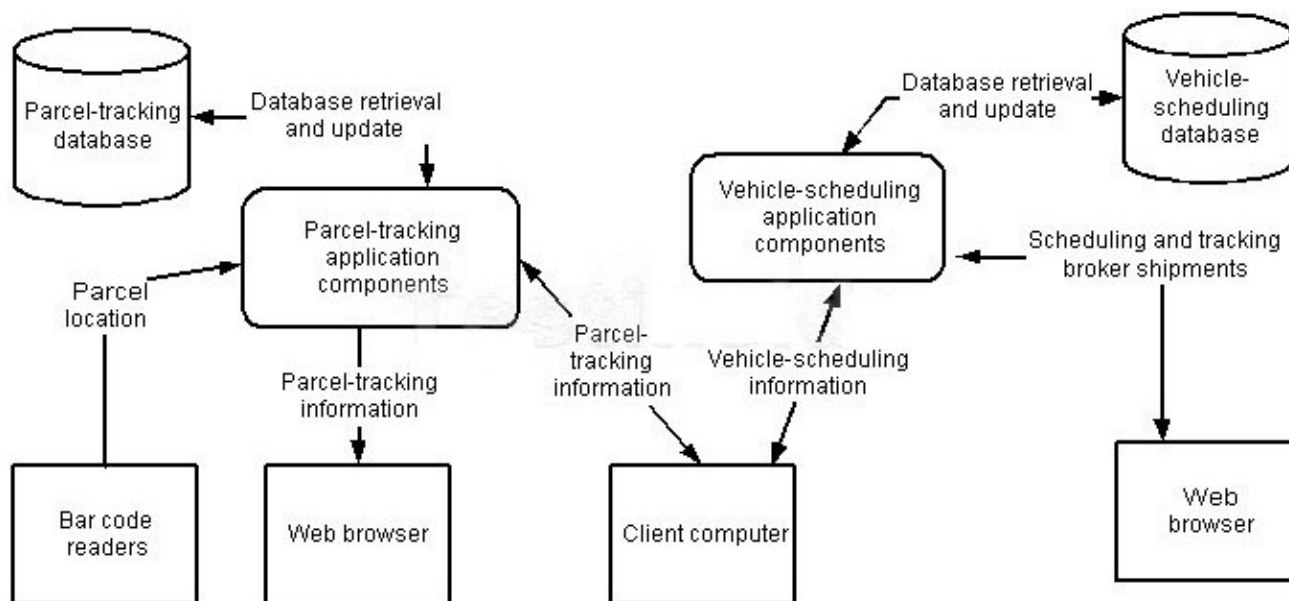 Parcel-tracking
database
Database retrieval
and update
Database retrieval
and update
Vehicle-
scheduling
database
Parcel-tracking
application
components
Vehicle-scheduling
application
components
Scheduling and tracking
broker shipments
Parcel
location
Parcel-tracking
information
Parcel-
tracking
information
Vehicle-scheduling
information
Bar code
readers
Web browser
Client computer
Web
browser